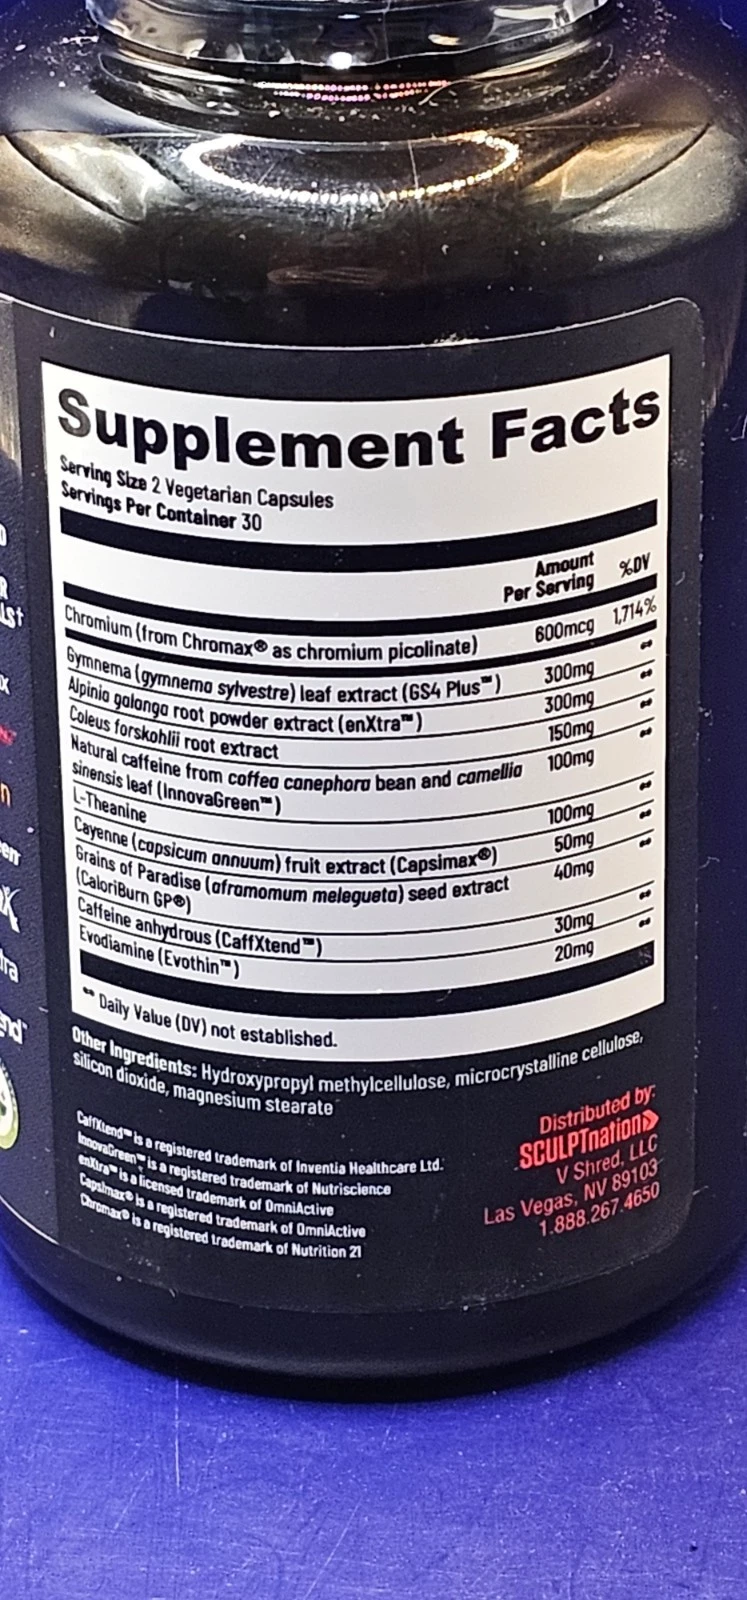 Supplement Facts
Serving Size 2 Vegetarian Capsules
Servings Per Container 30
Amount Per Serving %DV
Chromium (from Chromax® as chromium picolinate) 600mcg 1,714%
Gymnema (gymnema sylvestre) leaf extract (GS4 Plus™) 300mg **
Alpinia galanga root powder extract (enXtra™) 300mg **
Coleus forskohlii root extract 150mg **
Natural caffeine from coffea canephora bean and camellia 100mg **
sinensis leaf (InnovaGreen™)
L-Theanine 100mg **
Cayenne (capsicum annuum) fruit extract (Capsimax®) 50mg **
Grains of Paradise (aframomum melegueta) seed extract 40mg **
(CaloriBurn GP®)
Caffeine anhydrous (CaffXtend™) 30mg **
Evodiamine (Evothin™) 20mg **
** Daily Value (DV) not established.
Other Ingredients: Hydroxypropyl methylcellulose, microcrystalline cellulose,
silicon dioxide, magnesium stearate
CaffXtend™ is a registered trademark of Inventia Healthcare Ltd.
InnovaGreen™ is a registered trademark of Nutriscience
enXtra™ is a licensed trademark of OmniActive
Capsimax® is a registered trademark of OmniActive
Chromax® is a registered trademark of Nutrition 21
Distributed by:
SCULPTnation
V Shred, LLC
Las Vegas, NV 89103
1.888.267.4650